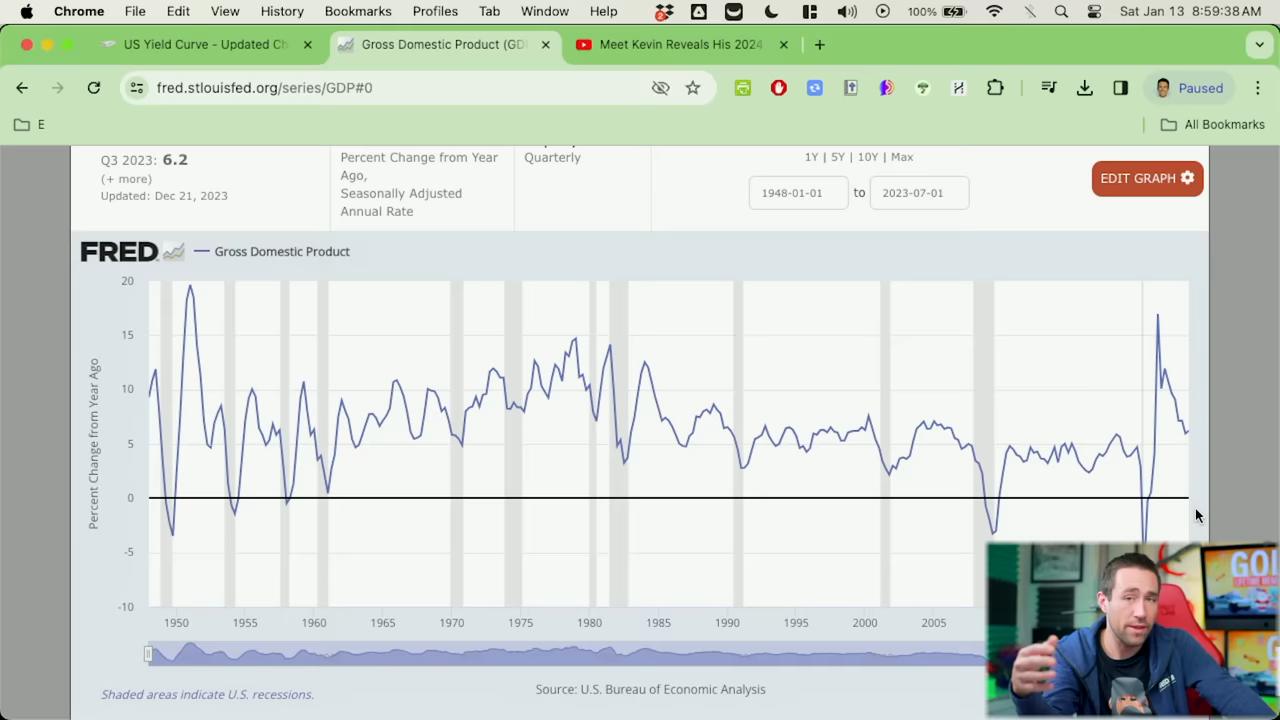 Chrome File Edit View History Bookmarks Profiles Tab Window Help 100% Sat Jan 13 8:59:38 AM
US Yield Curve - Updated Ch Gross Domestic Product (GD Meet Kevin Reveals His 2024
fred.stlouisfed.org/series/GDP#0 Paused
E All Bookmarks
Q3 2023: 6.2
(+ more)
Updated: Dec 21, 2023
Percent Change from Year
Ago,
Seasonally Adjusted
Annual Rate
Quarterly
1Y | 5Y | 10Y | Max
1948-01-01 to 2023-07-01
EDIT GRAPH
FRED Gross Domestic Product
Percent Change from Year Ago
20
15
10
5
0
-5
-10
1950 1955 1960 1965 1970 1975 1980 1985 1990 1995 2000 2005
Shaded areas indicate U.S. recessions.
Source: U.S. Bureau of Economic Analysis